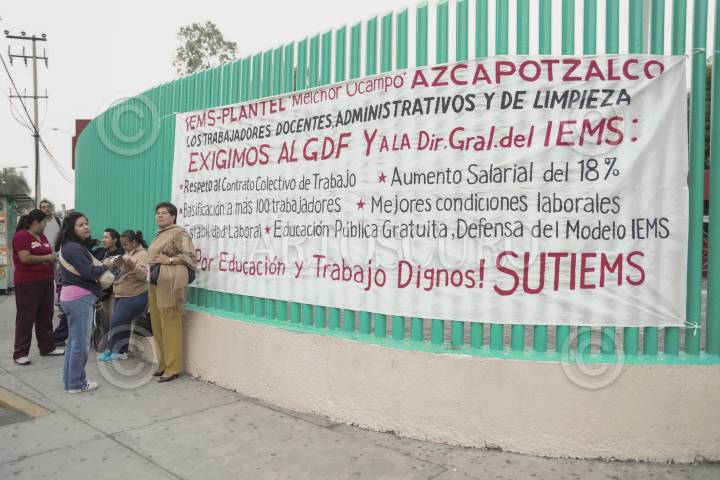 IEMS-PLANTEL MELCHOR OCAMPO AZCAPOTZALCO
LOS TRABAJADORES DOCENTES, ADMINISTRATIVOS Y DE LIMPIEZA
EXIGIMOS AL GDF Y A LA Dir. Gral. del IEMS:
★ Respeto al Contrato Colectivo de Trabajo ★ Aumento Salarial del 18%
★ Basificación a más 100 trabajadores ★ Mejores condiciones laborales
★ Estabilidad Laboral ★ Educación Pública Gratuita, Defensa del Modelo IEMS
¡Por Educación y Trabajo Dignos! SUTIEMS